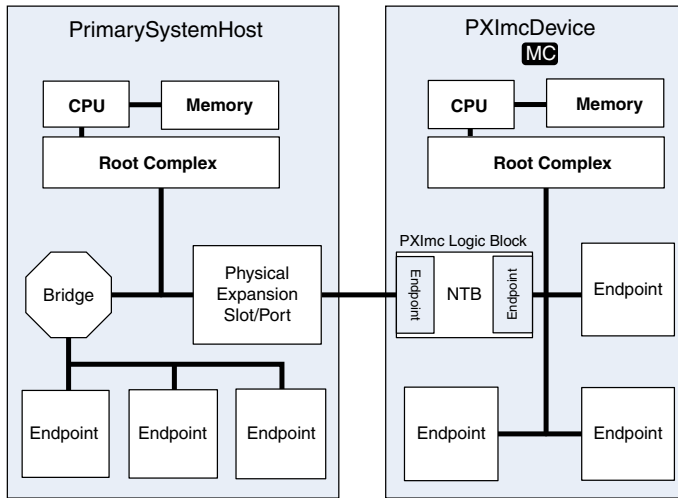 PrimarySystemHost
CPU
Memory
Root Complex
Bridge
Physical
Expansion
Slot/Port
Endpoint
Endpoint
Endpoint
PXImcDevice
MC
CPU
Memory
Root Complex
PXImc Logic Block
Endpoint
NTB
Endpoint
Endpoint
Endpoint
Endpoint